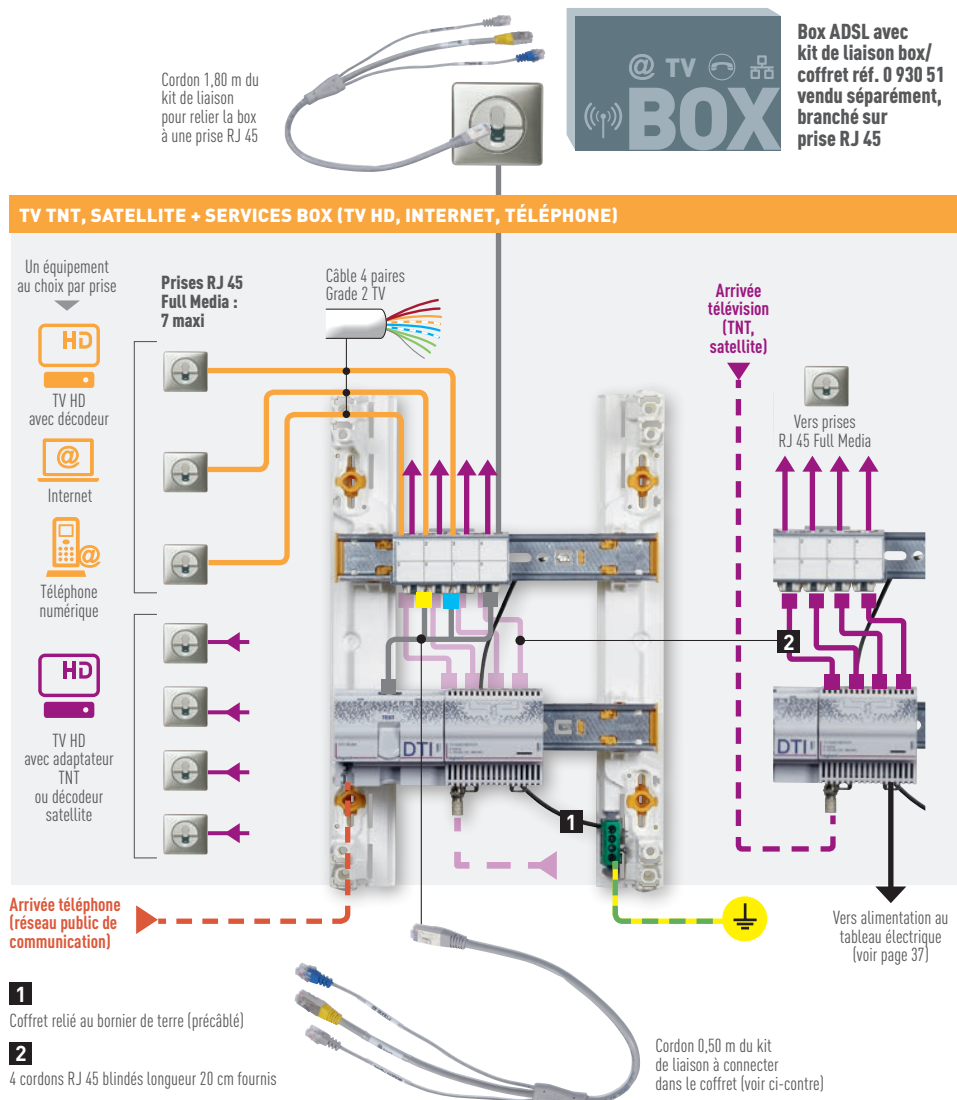 Cordon 1,80 m du
kit de liaison
pour relier la box
à une prise RJ 45
@ TV
BOX
Box ADSL avec
kit de liaison box/
coffret réf. 0 930 51
vendu séparément,
branché sur
prise RJ 45
TV TNT, SATELLITE + SERVICES BOX (TV HD, INTERNET, TÉLÉPHONE)
Un équipement
au choix par prise
Prises RJ 45
Full Media :
7 maxi
Câble 4 paires
Grade 2 TV
Arrivée
télévision
(TNT,
satellite)
HD
TV HD
avec décodeur
@
Internet
@
Téléphone
numérique
HD
TV HD
avec adaptateur
TNT
ou décodeur
satellite
Vers prises
RJ 45 Full Media
2
DTI
DTI
1
Arrivée téléphone
(réseau public de
communication)
Vers alimentation au
tableau électrique
(voir page 37)
1
Coffret relié au bornier de terre (précâblé)
2
4 cordons RJ 45 blindés longueur 20 cm fournis
Cordon 0,50 m du kit
de liaison à connecter
dans le coffret (voir ci-contre)